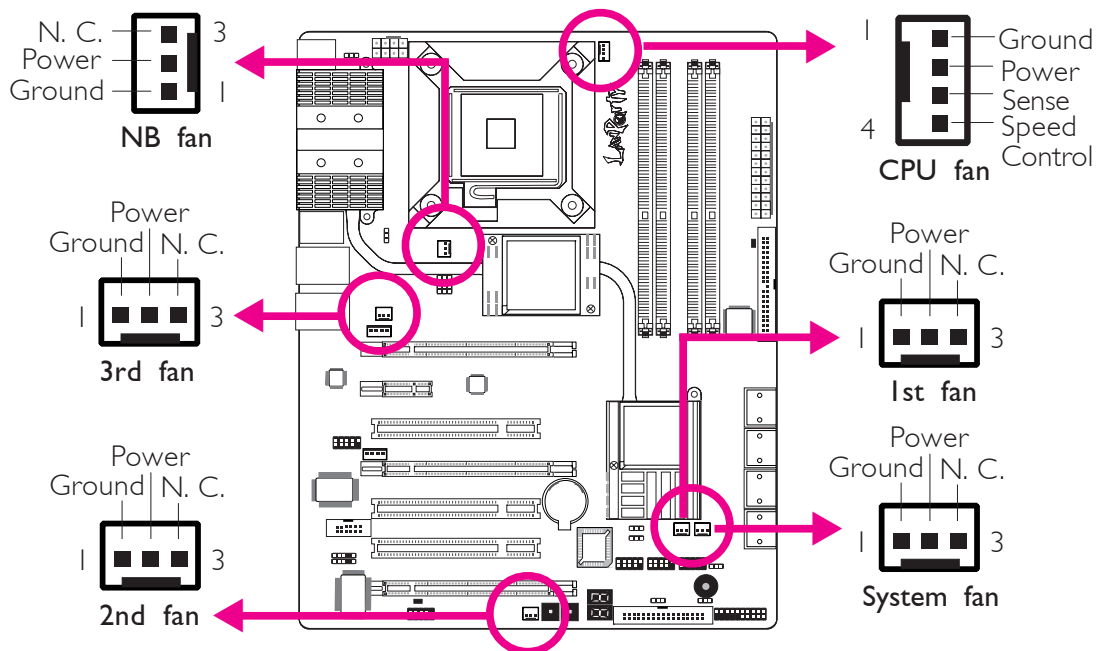 N. C.
Power
Ground
3
1
NB fan
1
4
Ground
Power
Sense
Speed
Control
CPU fan
LanParty
Power
Ground N. C.
1
3
3rd fan
Power
Ground N. C.
1
3
1st fan
Power
Ground N. C.
1
3
2nd fan
Power
Ground N. C.
1
3
System fan